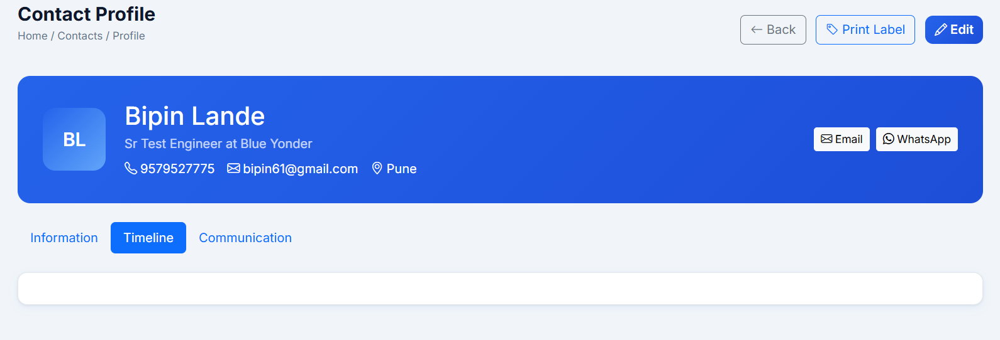 Contact Profile
Home / Contacts / Profile
Back
Print Label
Edit
BL
Bipin Lande
Sr Test Engineer at Blue Yonder
9579527775 bipin61@gmail.com Pune
Email
WhatsApp
Information
Timeline
Communication